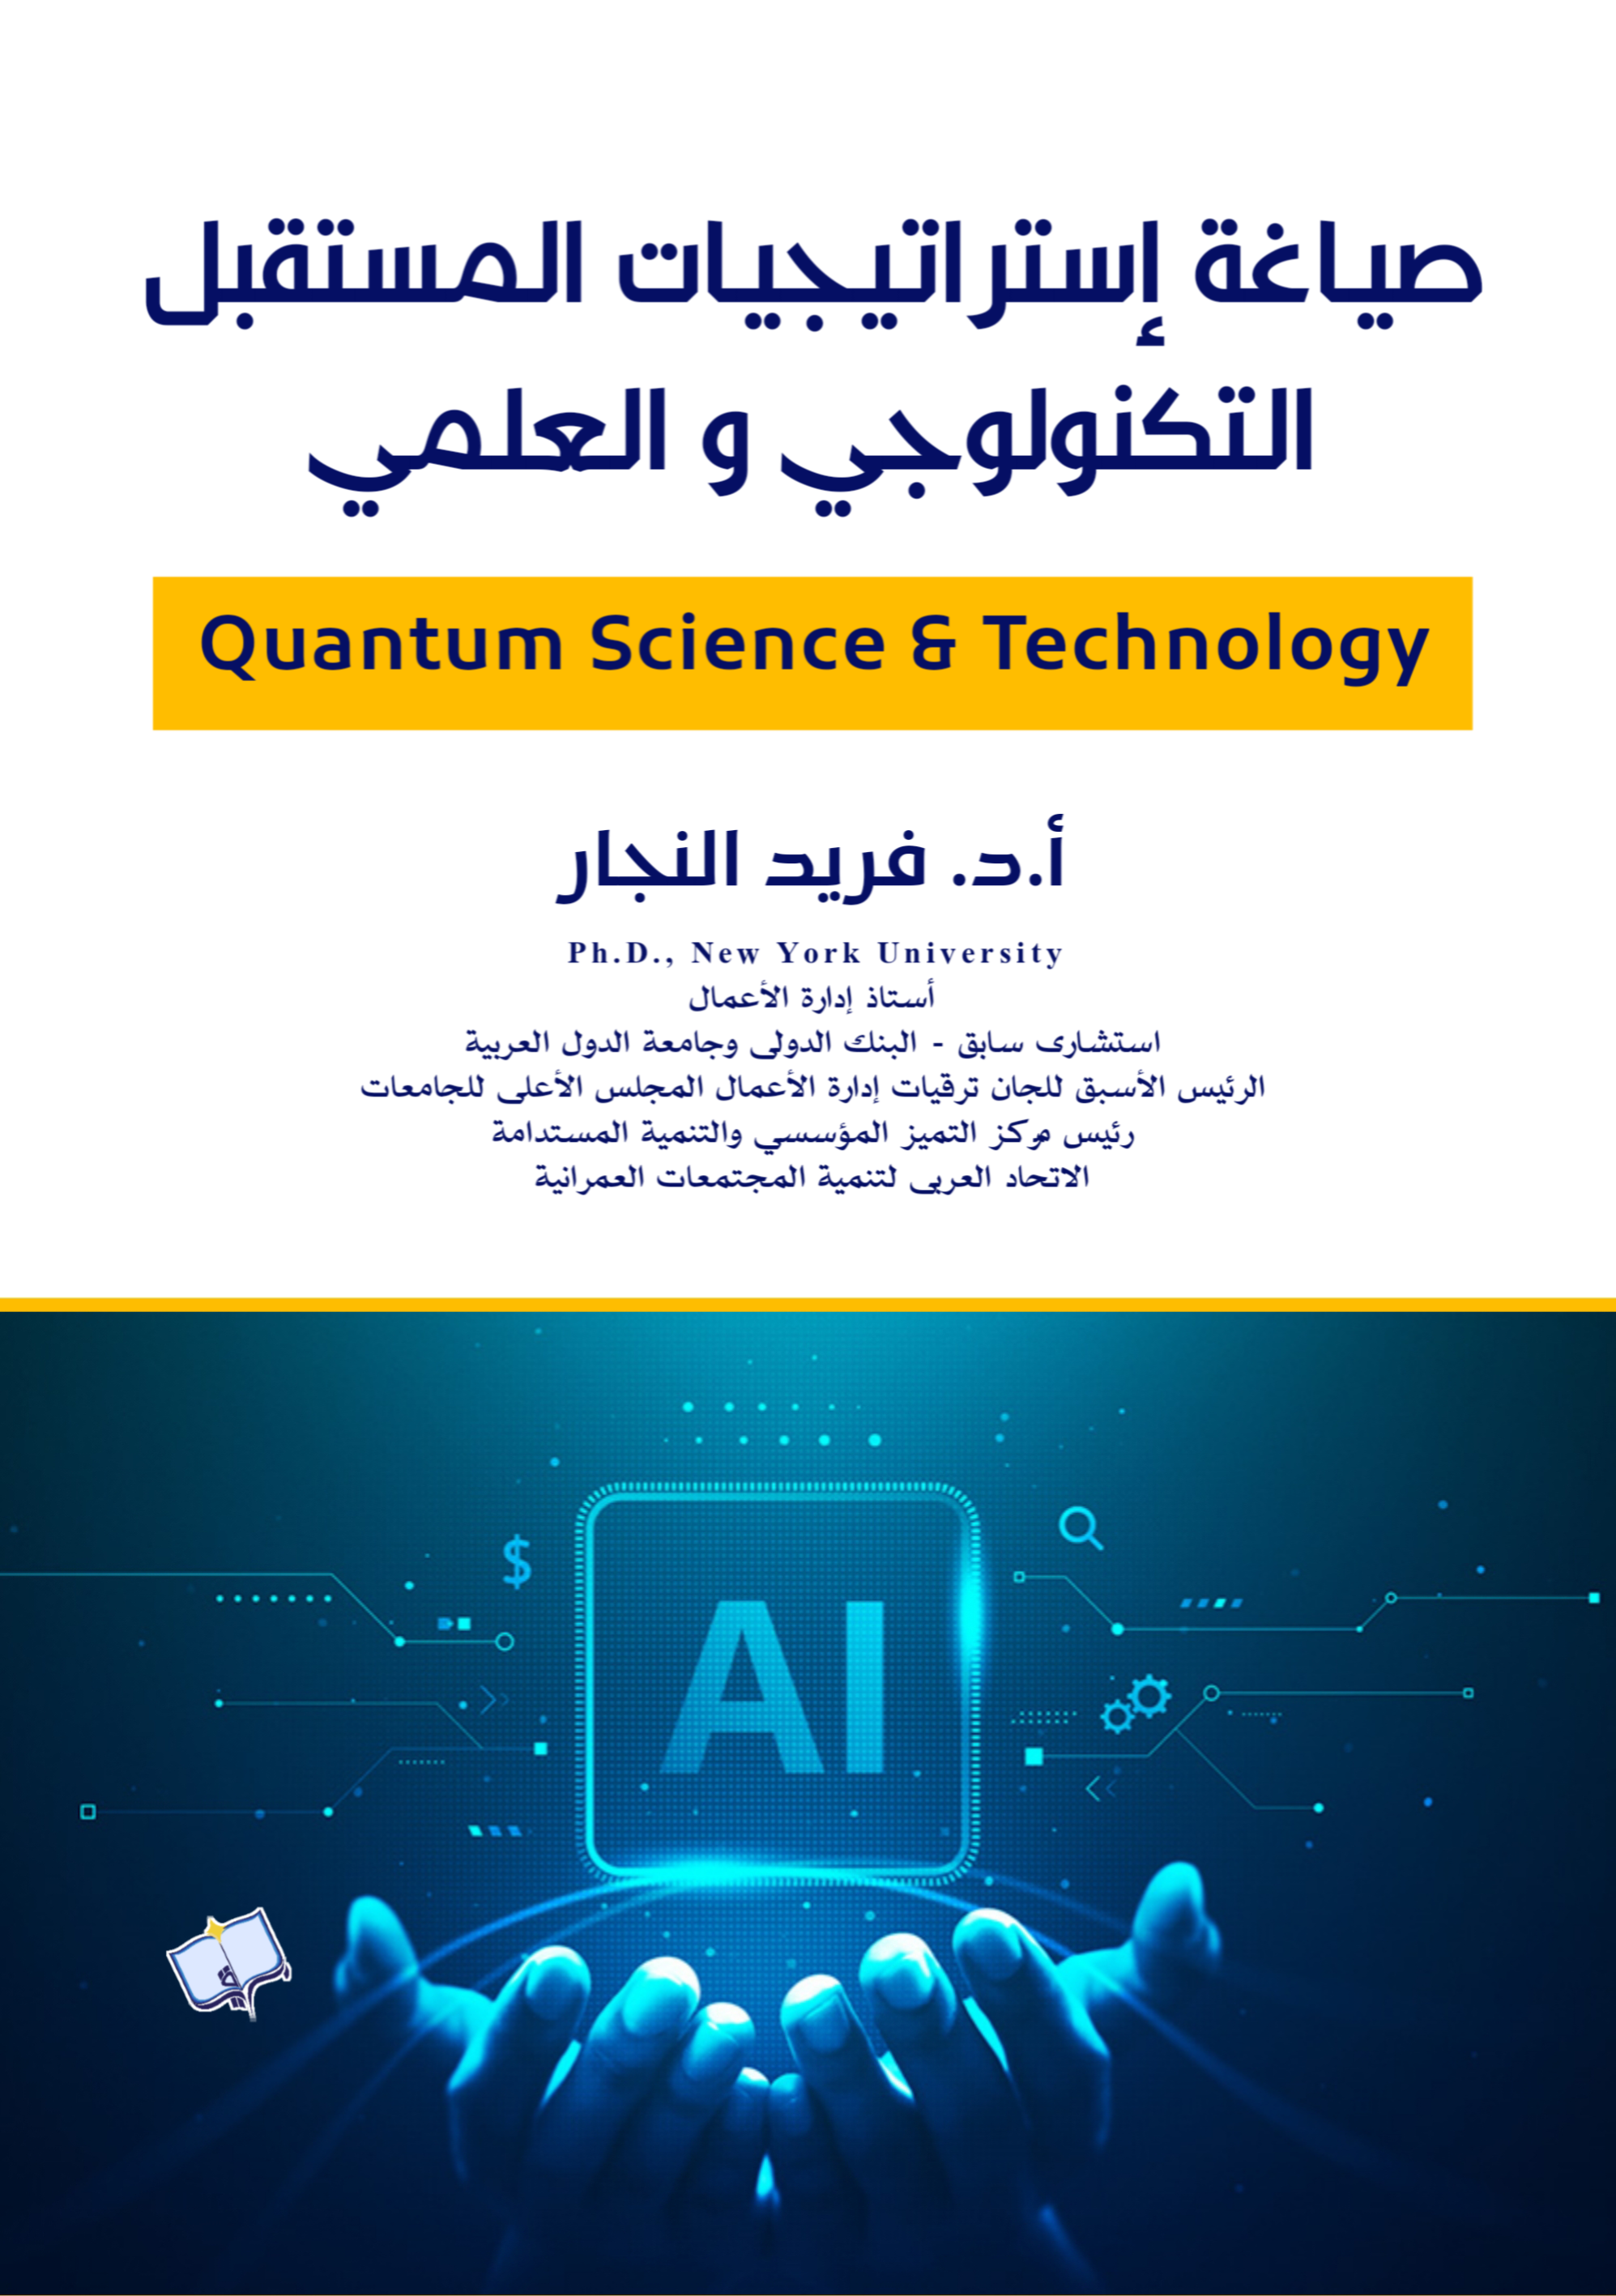 صياغة إستراتيجيات المستقبل
التكنولوجي و العلمي
Quantum Science & Technology
أ.د. فريد النجار
Ph.D., New York University
أستاذ إدارة الأعمال
استشارى سابق - البنك الدولى وجامعة الدول العربية
الرئيس الأسبق للجان ترقيات إدارة الأعمال المجلس الأعلى للجامعات
رئيس مركز التميز المؤسسي والتنمية المستدامة
الاتحاد العربى لتنمية المجتمعات العمرانية
$
AI